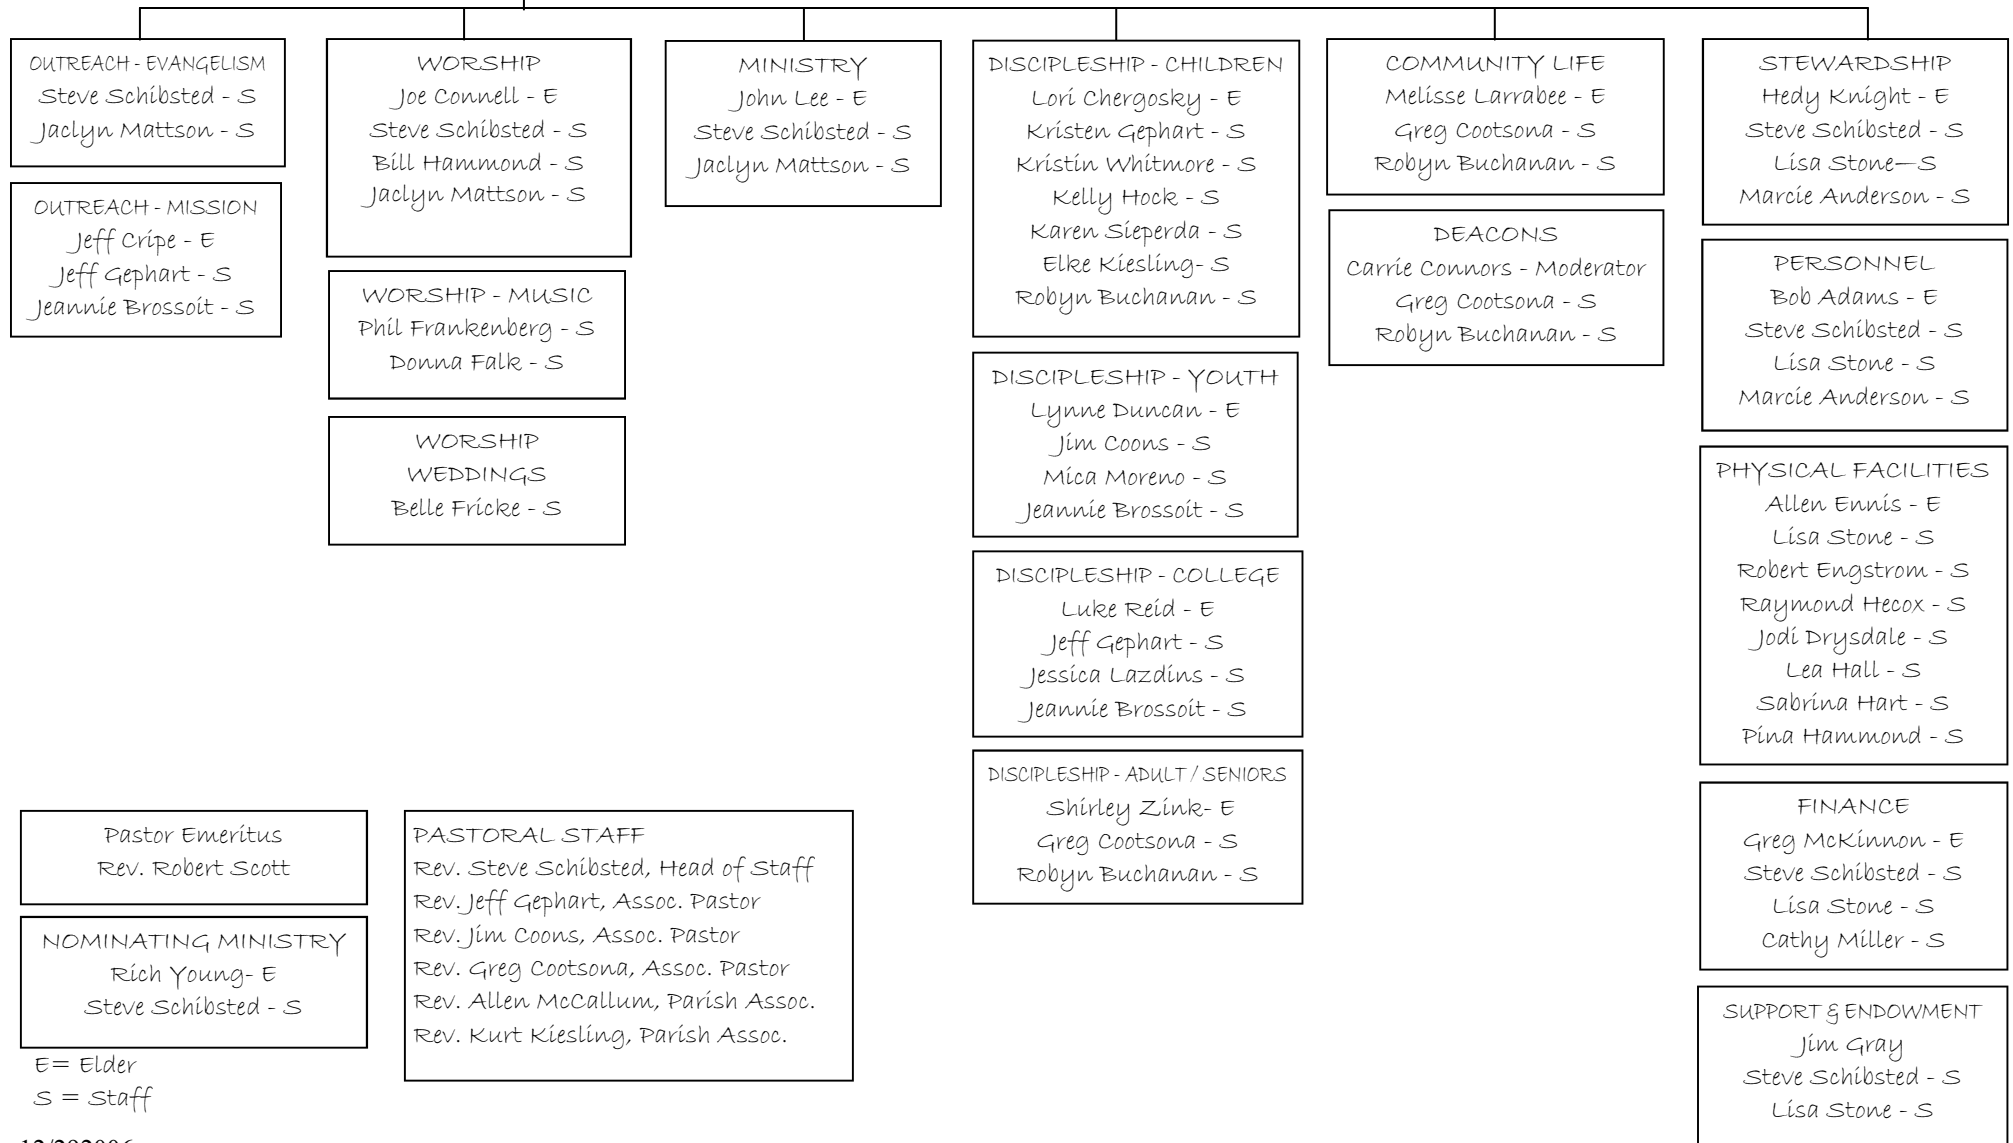 OUTREACH - EVANGELISM
Steve Schibsted - S
Jaclyn Mattson - S
OUTREACH - MISSION
Jeff Cripe - E
Jeff Gephart - S
Jeannie Brossoit - S
WORSHIP
Joe Connell - E
Steve Schibsted - S
Bill Hammond - S
Jaclyn Mattson - S
WORSHIP - MUSIC
Phil Frankenberg - S
Donna Falk - S
WORSHIP
WEDDINGS
Belle Fricke - S
MINISTRY
John Lee - E
Steve Schibsted - S
Jaclyn Mattson - S
DISCIPLESHIP - CHILDREN
Lori Chergosky - E
Kristen Gephart - S
Kristin Whitmore - S
Kelly Hock - S
Karen Sieperda - S
Elke Kiesling- S
Robyn Buchanan - S
DISCIPLESHIP - YOUTH
Lynne Duncan - E
Jim Coons - S
Mica Moreno - S
Jeannie Brossoit - S
DISCIPLESHIP - COLLEGE
Luke Reid - E
Jeff Gephart - S
Jessica Lazdins - S
Jeannie Brossoit - S
DISCIPLESHIP - ADULT / SENIORS
Shirley Zink- E
Greg Cootsona - S
Robyn Buchanan - S
COMMUNITY LIFE
Melisse Larrabee - E
Greg Cootsona - S
Robyn Buchanan - S
DEACONS
Carrie Connors - Moderator
Greg Cootsona - S
Robyn Buchanan - S
STEWARDSHIP
Hedy Knight - E
Steve Schibsted - S
Lisa Stone—S
Marcie Anderson - S
PERSONNEL
Bob Adams - E
Steve Schibsted - S
Lisa Stone - S
Marcie Anderson - S
PHYSICAL FACILITIES
Allen Ennis - E
Lisa Stone - S
Robert Engstrom - S
Raymond Hecox - S
Jodi Drysdale - S
Lea Hall - S
Sabrina Hart - S
Pina Hammond - S
FINANCE
Greg McKinnon - E
Steve Schibsted - S
Lisa Stone - S
Cathy Miller - S
SUPPORT & ENDOWMENT
Jim Gray
Steve Schibsted - S
Lisa Stone - S
Pastor Emeritus
Rev. Robert Scott
NOMINATING MINISTRY
Rich Young- E
Steve Schibsted - S
E= Elder
S = Staff
PASTORAL STAFF
Rev. Steve Schibsted, Head of Staff
Rev. Jeff Gephart, Assoc. Pastor
Rev. Jim Coons, Assoc. Pastor
Rev. Greg Cootsona, Assoc. Pastor
Rev. Allen McCallum, Parish Assoc.
Rev. Kurt Kiesling, Parish Assoc.